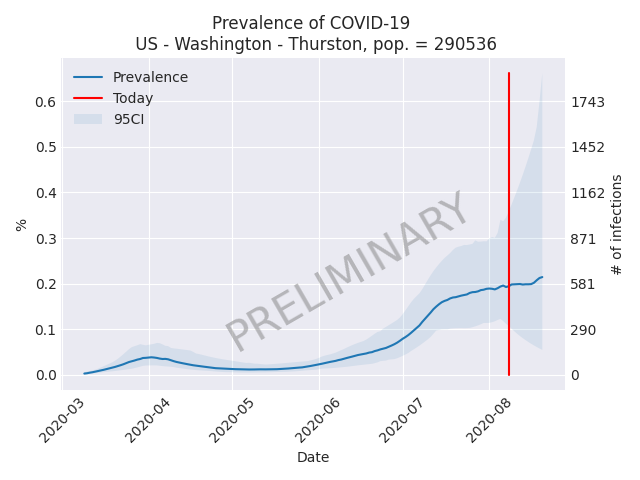 Prevalence of COVID-19
US - Washington - Thurston, pop. = 290536
Prevalence
Today
95CI
PRELIMINARY
%
0.6
0.5
0.4
0.3
0.2
0.1
0.0
1743
1452
1162
871
581
290
0
# of infections
2020-03
2020-04
2020-05
2020-06
2020-07
2020-08
Date